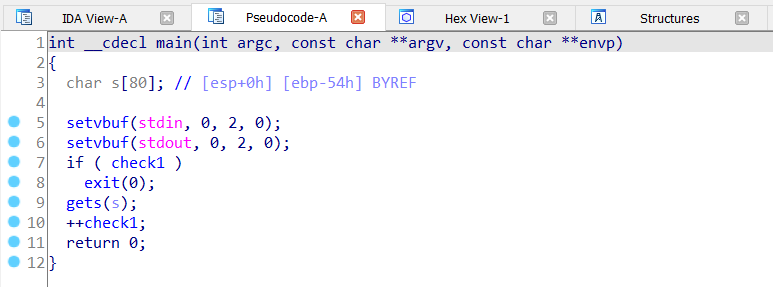 IDA View-A Pseudocode-A Hex View-1 A Structures
1 int __cdecl main(int argc, const char **argv, const char **envp)
2 {
3   char s[80]; // [esp+0h] [ebp-54h] BYREF
4
5   setvbuf(stdin, 0, 2, 0);
6   setvbuf(stdout, 0, 2, 0);
7   if ( check1 )
8     exit(0);
9   gets(s);
10   ++check1;
11   return 0;
12 }